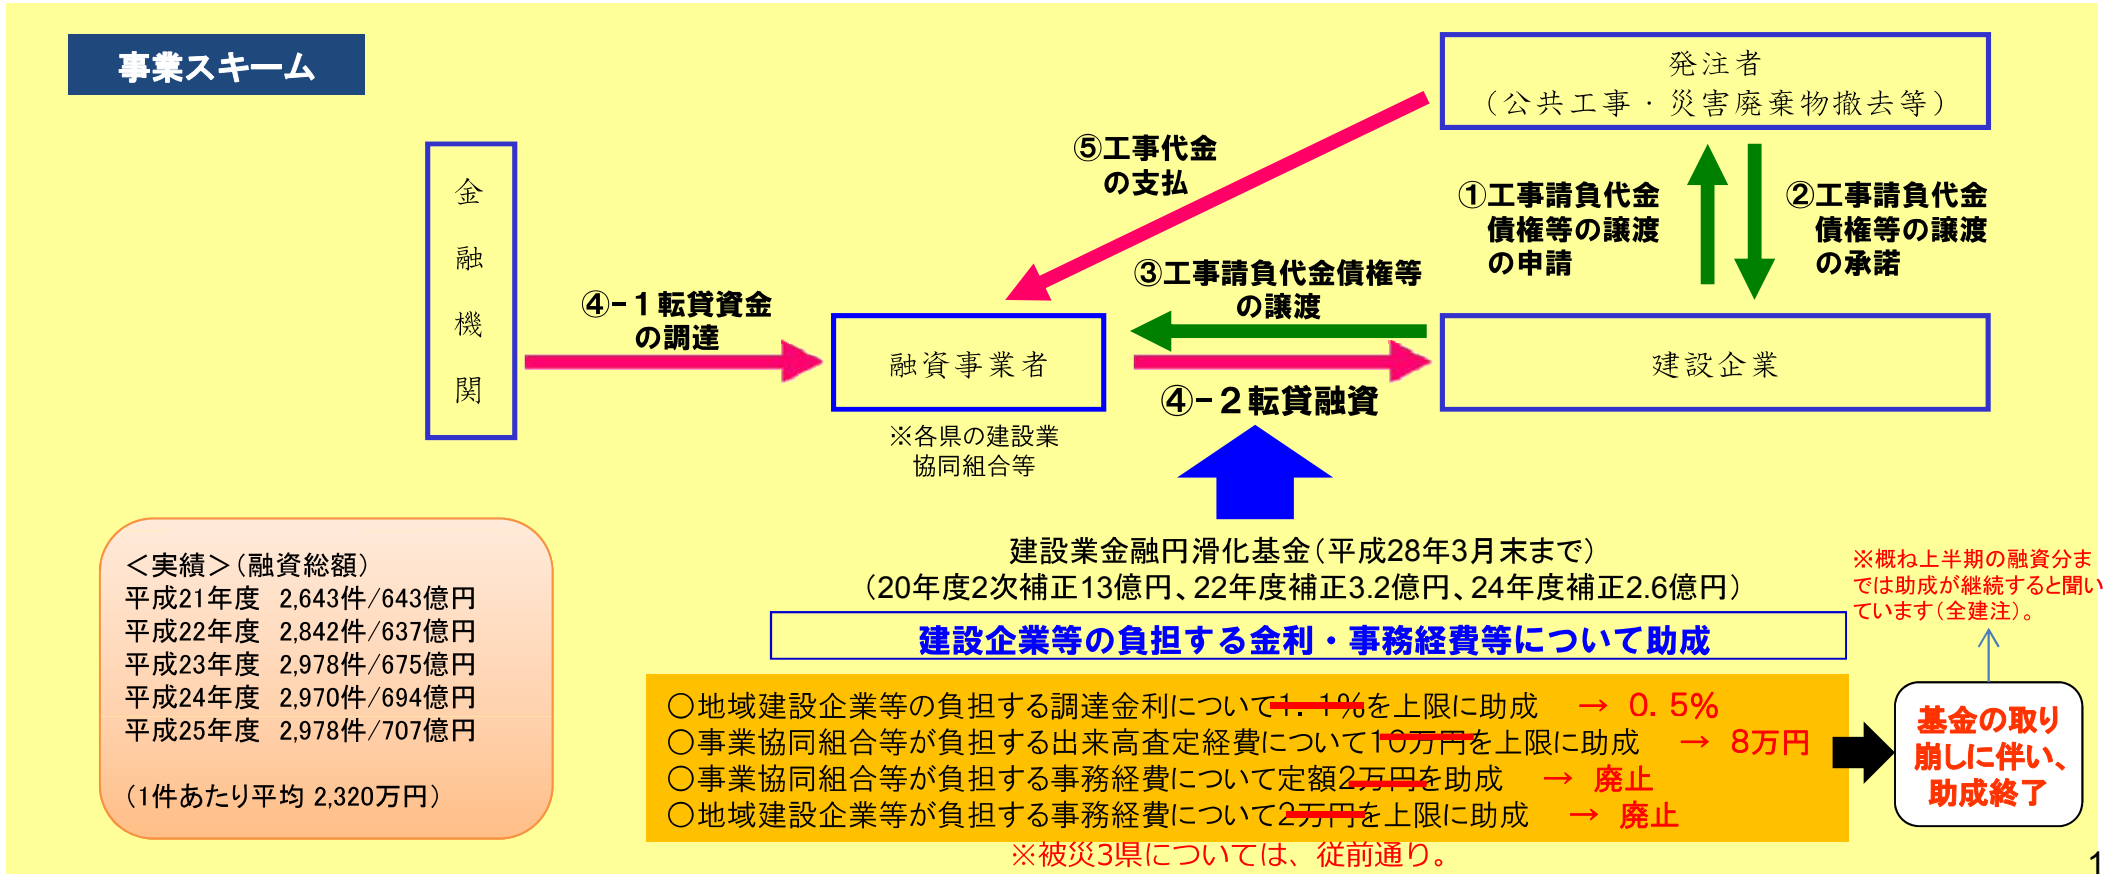 事業スキーム
発注者
（公共工事・災害廃棄物撤去等）
金
融
機
関
⑤工事代金
の支払
①工事請負代金
債権等の譲渡
の申請
②工事請負代金
債権等の譲渡
の承諾
③工事請負代金債権等
の譲渡
④-1転貸資金
の調達
融資事業者
建設企業
④-2転貸融資
※各県の建設業
協同組合等
＜実績＞（融資総額）
平成21年度 2,643件/643億円
平成22年度 2,842件/637億円
平成23年度 2,978件/675億円
平成24年度 2,970件/694億円
平成25年度 2,978件/707億円
（1件あたり平均 2,320万円）
建設業金融円滑化基金（平成28年3月末まで）
（20年度2次補正13億円、22年度補正3.2億円、24年度補正2.6億円）
建設企業等の負担する金利・事務経費等について助成
○地域建設企業等の負担する調達金利について1．1％を上限に助成 → 0．5％
○事業協同組合等が負担する出来高査定経費について10万円を上限に助成 → 8万円
○事業協同組合等が負担する事務経費について定額2万円を助成 → 廃止
○地域建設企業等が負担する事務経費について2万円を上限に助成 → 廃止
※被災3県については、従前通り。
※概ね上半期の融資分ま
では助成が継続すると聞い
ています（全建注）。
基金の取り
崩しに伴い、
助成終了
1